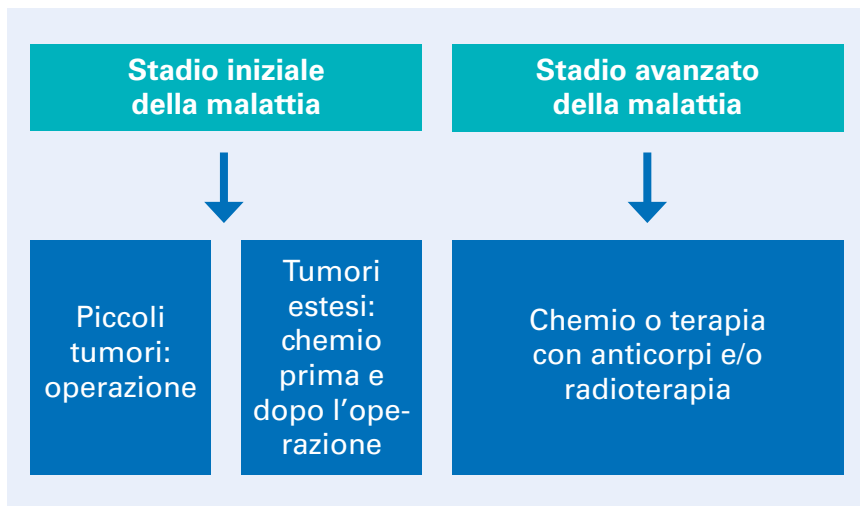 Stadio iniziale
della malattia
Stadio avanzato
della malattia
Piccoli
tumori:
operazione
Tumori
estesi:
chemio
prima e
dopo l’ope-
razione
Chemio o terapia
con anticorpi e/o
radioterapia